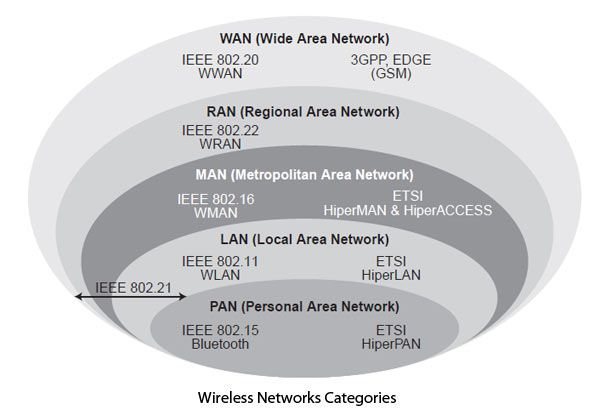 WAN (Wide Area Network)
IEEE 802.20
WWAN
3GPP, EDGE
(GSM)
RAN (Regional Area Network)
IEEE 802.22
WRAN
MAN (Metropolitan Area Network)
IEEE 802.16
WMAN
ETSI
HiperMAN & HiperACCESS
LAN (Local Area Network)
IEEE 802.11
WLAN
ETSI
HiperLAN
IEEE 802.21
PAN (Personal Area Network)
IEEE 802.15
Bluetooth
ETSI
HiperPAN
Wireless Networks Categories